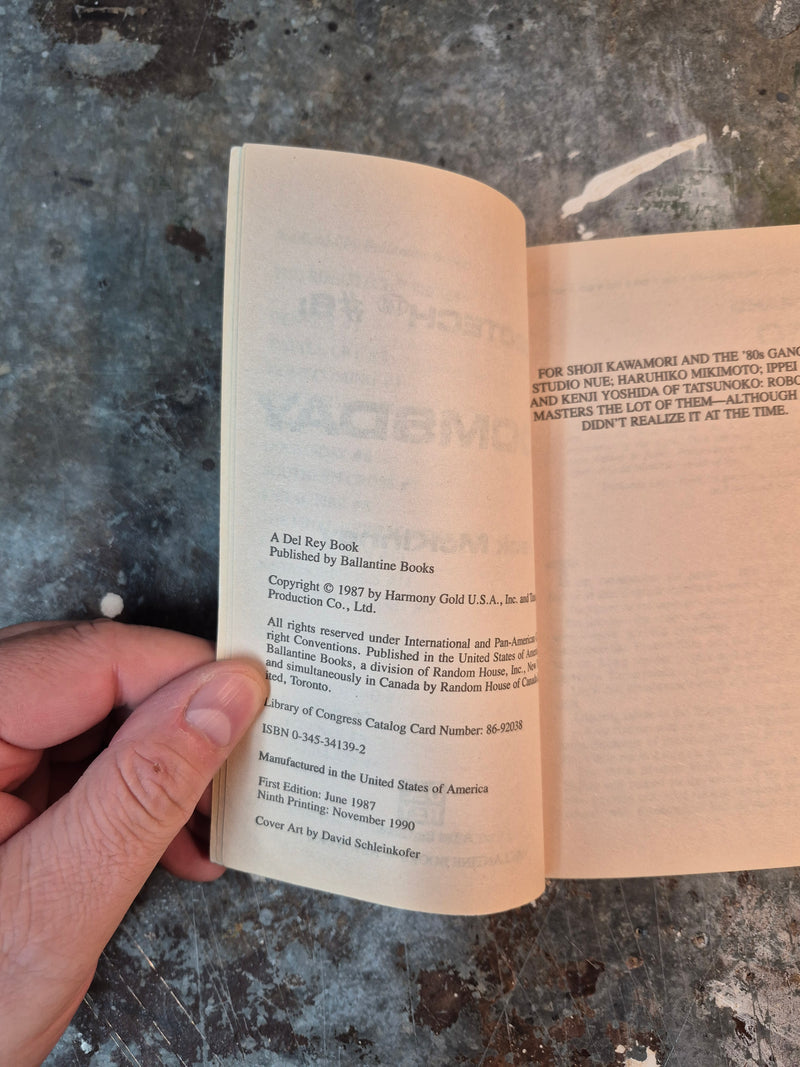 A Del Rey Book
Published by Ballantine Books
Copyright © 1987 by Harmony Gold U.S.A., Inc. and
Production Co., Ltd.
All rights reserved under International and Pan-American
right Conventions. Published in the United States of
Ballantine Books, a division of Random House, Inc., New
and simultaneously in Canada by Random House of
ited, Toronto.
Library of Congress Catalog Card Number: 86-92038
ISBN 0-345-34139-2
Manufactured in the United States of America
First Edition: June 1987
Ninth Printing: November 1990
Cover Art by David Schleinkofer
FOR SHOJI KAWAMORI AND THE '80s GANG
STUDIO NUE; HARUHIKO MIKIMOTO; IPPEI
AND KENJI YOSHIDA OF TATSUNOKO:
MASTERS THE LOT OF THEM—ALTHOUGH
DIDN'T REALIZE IT AT THE TIME.